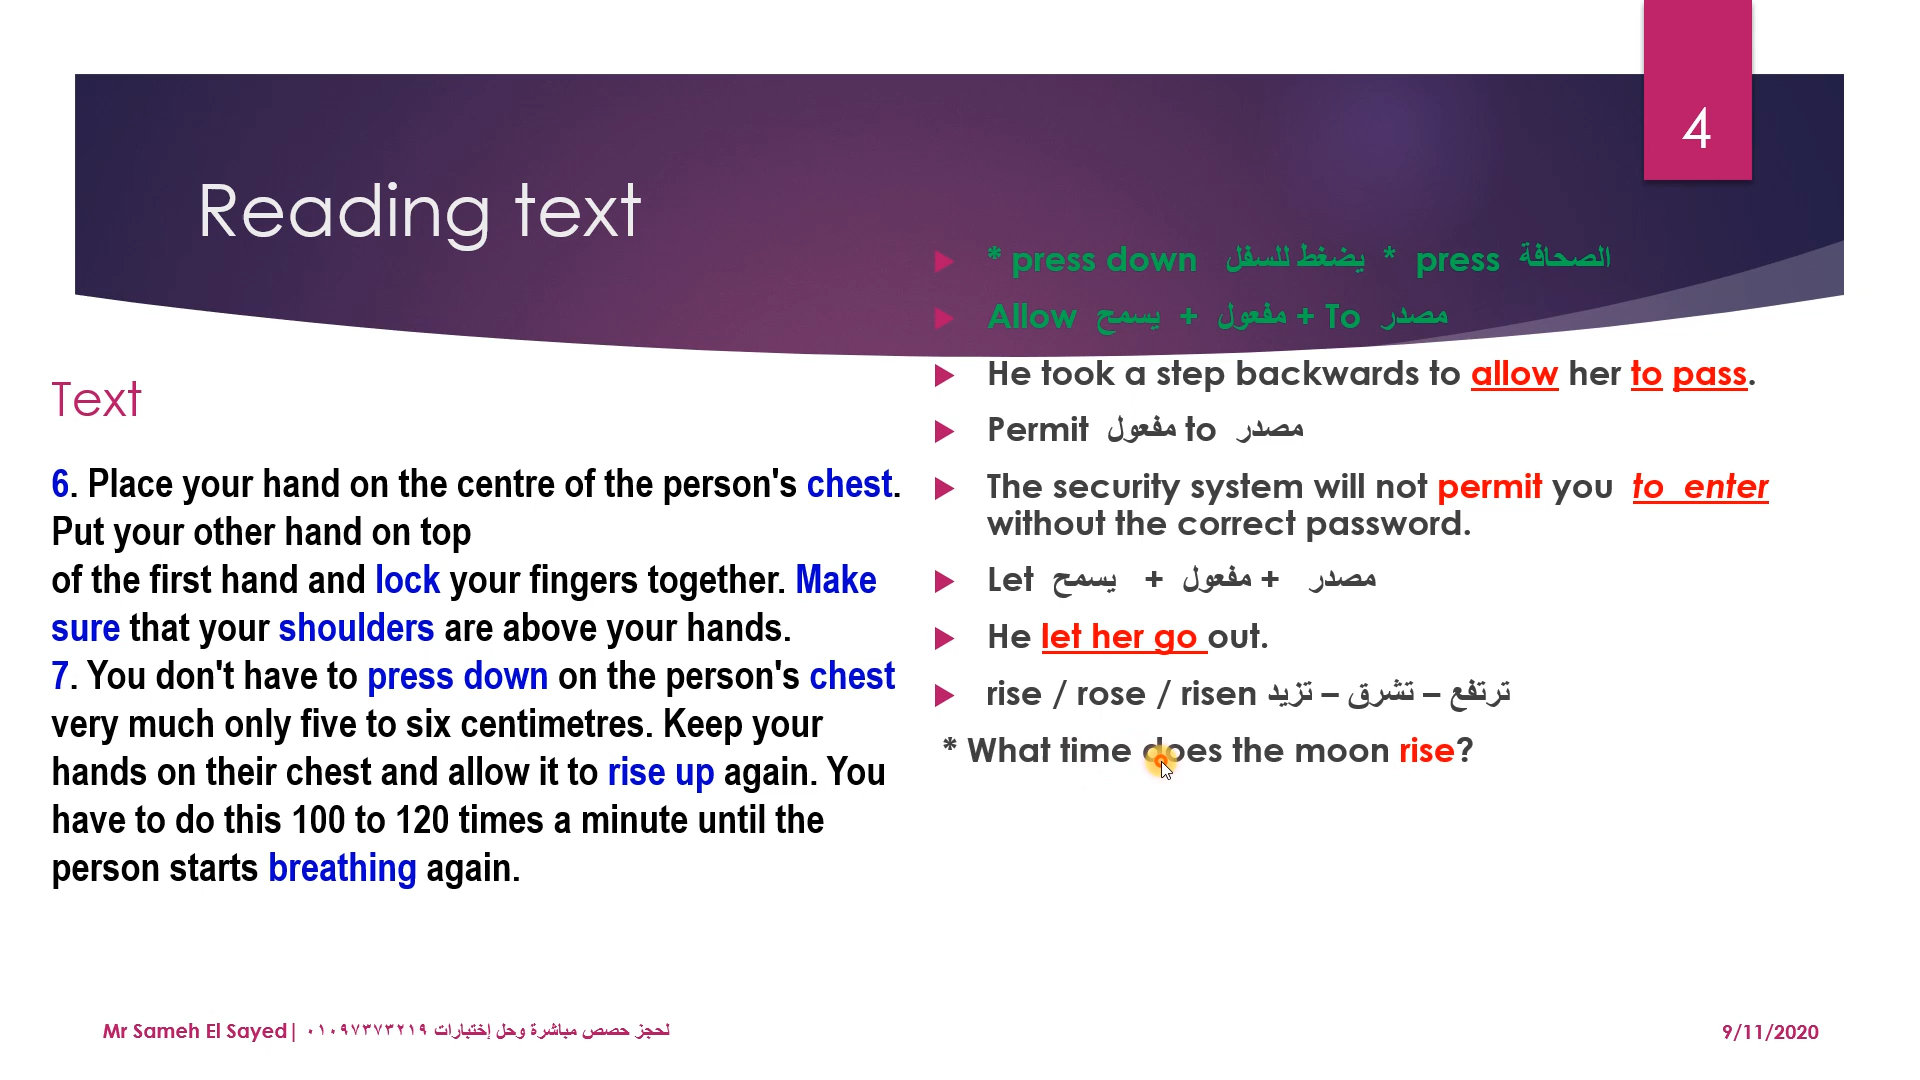 4
Reading text
Text
6. Place your hand on the centre of the person's chest.
Put your other hand on top
of the first hand and lock your fingers together. Make
sure that your shoulders are above your hands.
7. You don't have to press down on the person's chest
very much only five to six centimetres. Keep your
hands on their chest and allow it to rise up again. You
have to do this 100 to 120 times a minute until the
person starts breathing again.
* press down يضغط للسفل * press الصحافة
Allow يسمح + مفعول + To مصدر
He took a step backwards to allow her to pass.
Permit مفعول to مصدر
The security system will not permit you to enter
without the correct password.
Let يسمح + مفعول + مصدر
He let her go out.
rise / rose / risen ترتفع – تشرق – تزيد
* What time does the moon rise?
Mr Sameh El Sayed| لحجز حصص مباشرة وحل إختبارات ٠١٠٩٧٣٧٣٢١٩
9/11/2020